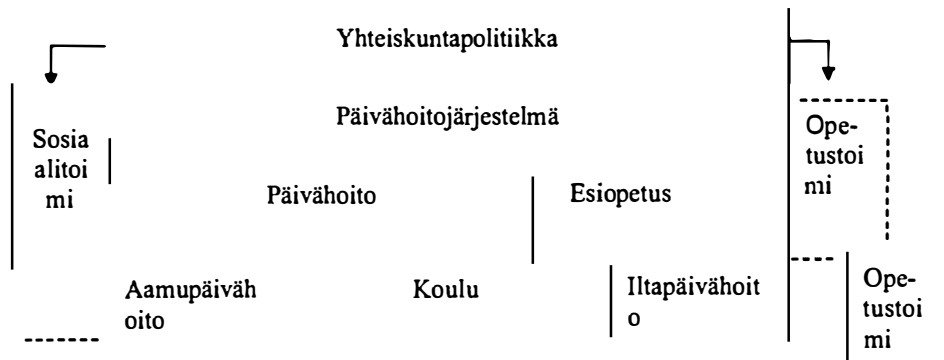 Yhteiskuntapolitiikka
Päivähoitojärjestelmä
Sosia
alitoi
mi
Ope-
tustoi
mi
Päivähoito
Esiopetus
Aamupäiväh
oito
Koulu
Iltapäivähoit
o
Ope-
tustoi
mi